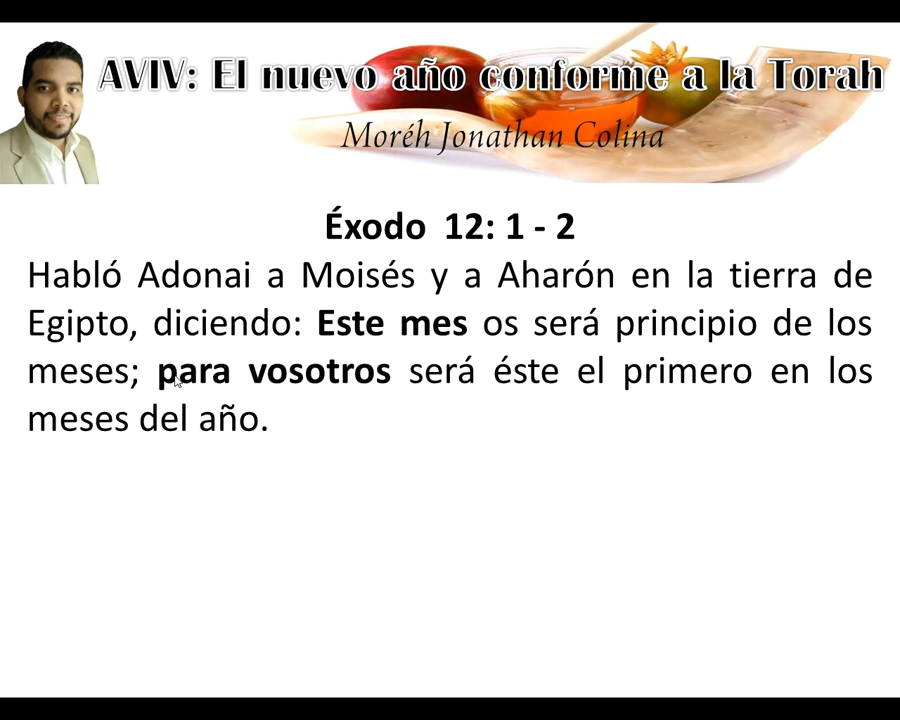 AVIV: El nuevo año conforme a la Torah
Moréh Jonathan Colina
Éxodo 12: 1 - 2
Habló Adonai a Moisés y a Aharón en la tierra de
Egipto, diciendo: Este mes os será principio de los
meses; para vosotros será éste el primero en los
meses del año.